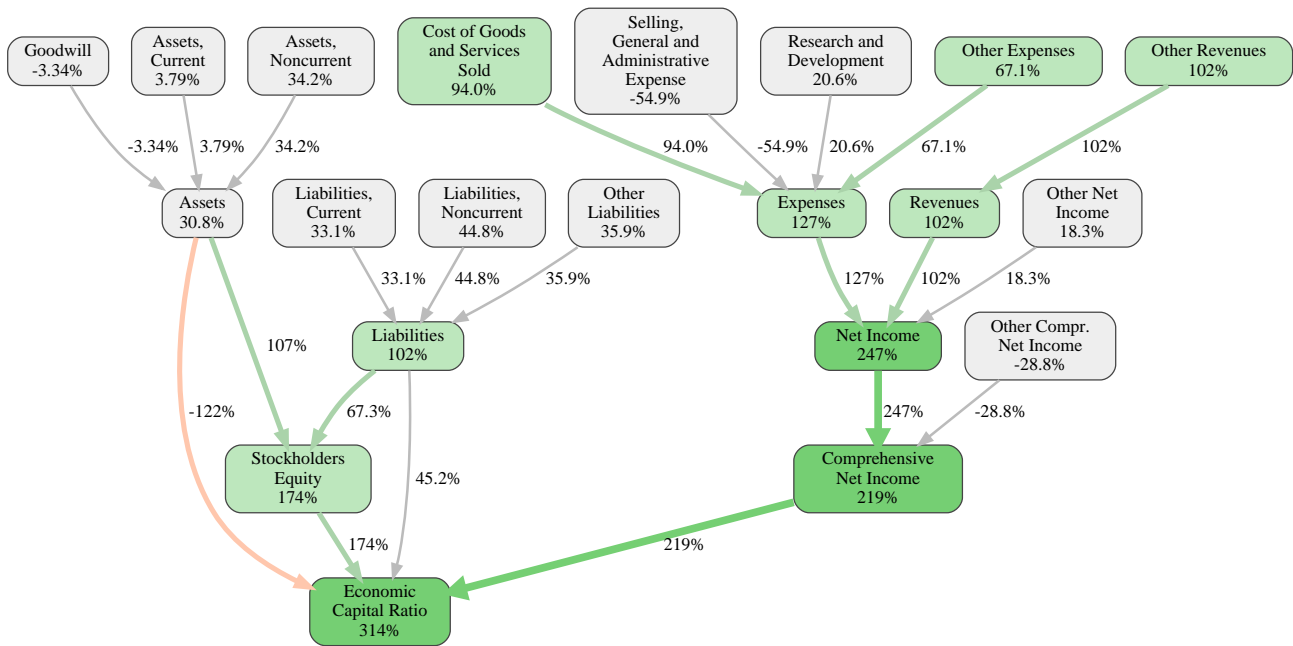 Goodwill
-3.34%
Assets,
Current
3.79%
Assets,
Noncurrent
34.2%
Cost of Goods
and Services
Sold
94.0%
Selling,
General and
Administrative
Expense
-54.9%
Research and
Development
20.6%
Other Expenses
67.1%
Other Revenues
102%
-3.34%
3.79%
34.2%
94.0%
-54.9%
20.6%
67.1%
102%
Assets
30.8%
Liabilities,
Current
33.1%
Liabilities,
Noncurrent
44.8%
Other
Liabilities
35.9%
Expenses
127%
Revenues
102%
Other Net
Income
18.3%
33.1%
44.8%
35.9%
127%
102%
18.3%
107%
Liabilities
102%
Net Income
247%
Other Compr.
Net Income
-28.8%
-122%
67.3%
247%
-28.8%
Stockholders
Equity
174%
45.2%
Comprehensive
Net Income
219%
174%
219%
Economic
Capital Ratio
314%